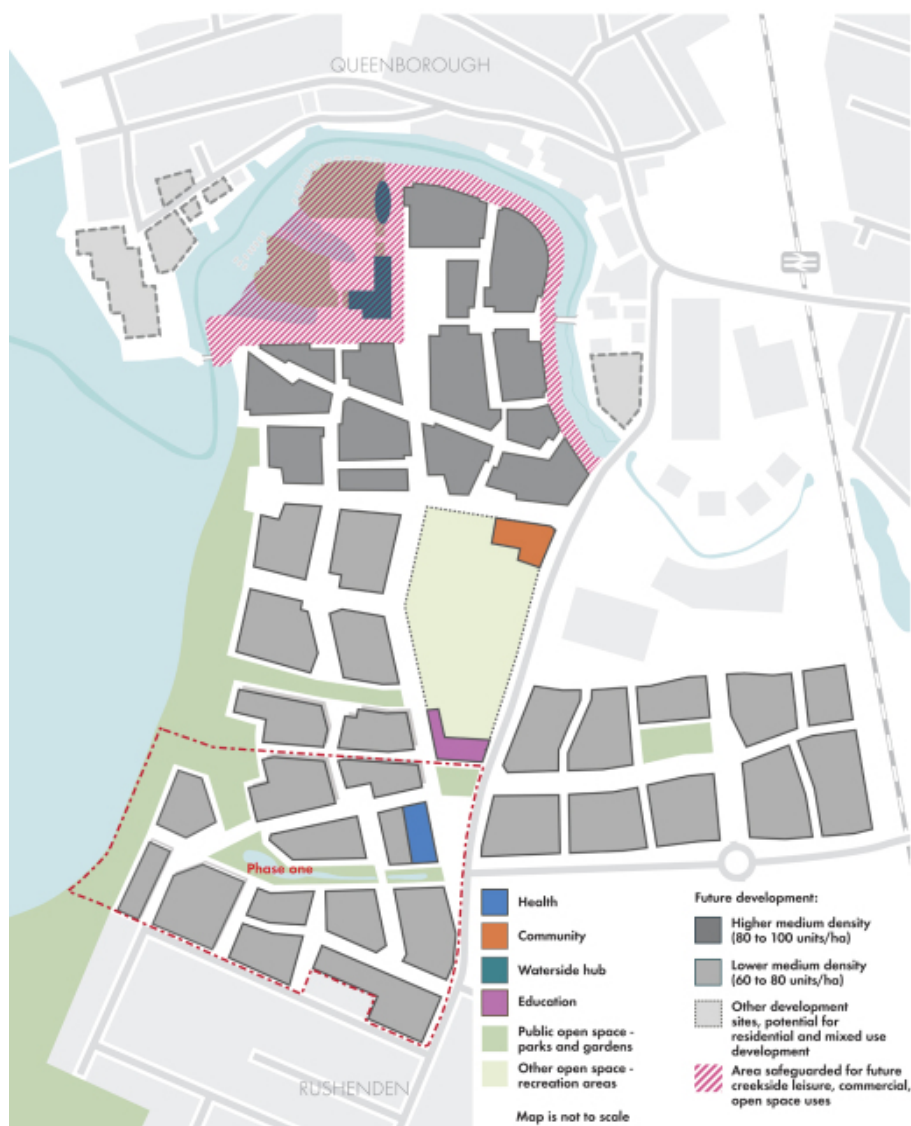 QUEENBOROUGH
Phase one
RUSHENDEN
Health
Community
Waterside hub
Education
Public open space -
parks and gardens
Other open space -
recreation areas
Map is not to scale
Future development:
Higher medium density
(80 to 100 units/ha)
Lower medium density
(60 to 80 units/ha)
Other development
sites, potential for
residential and mixed use
development
Area safeguarded for future
creekside leisure, commercial,
open space uses